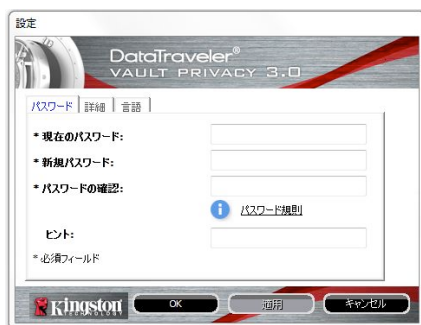 設定
DataTraveler®
VAULT PRIVACY 3.0
パスワード 詳細 言語
* 現在のパスワード:
* 新規パスワード:
* パスワードの確認:
パスワード規則
ヒント:
* 必須フィールド
Kingston OK 適用 キャンセル
TECHNOLOGY